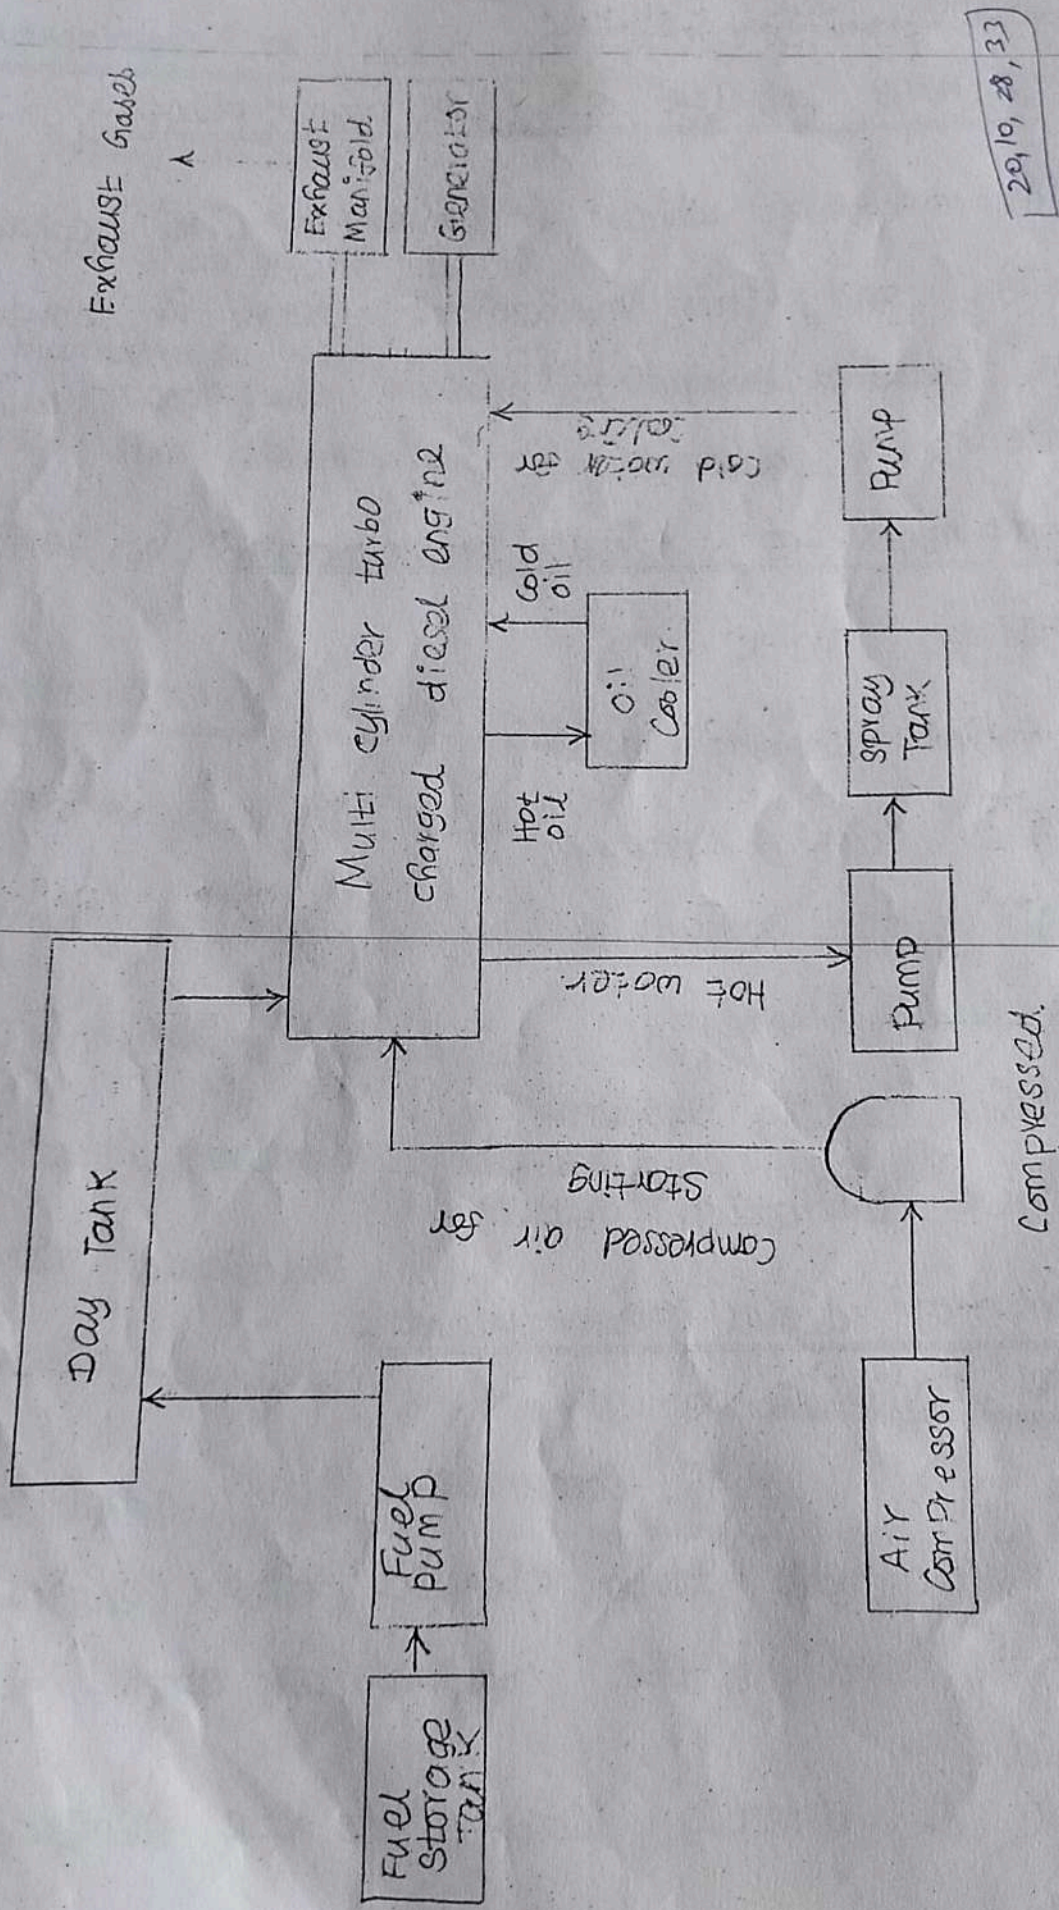 Exhaust Gases
Day Tank
Exhaust
Manifold
Generator
Multi cylinder turbo
charged diesel engine
Fuel
Storage
Tank
Fuel
Pump
Hot
oil
Cold
oil
Oil
Cooler
Cold water for
Compressed air for
Starting
Hot water
Air
Compressor
Pump
Spray
Tank
Pump
Compressed.
20, 10, 28, 33